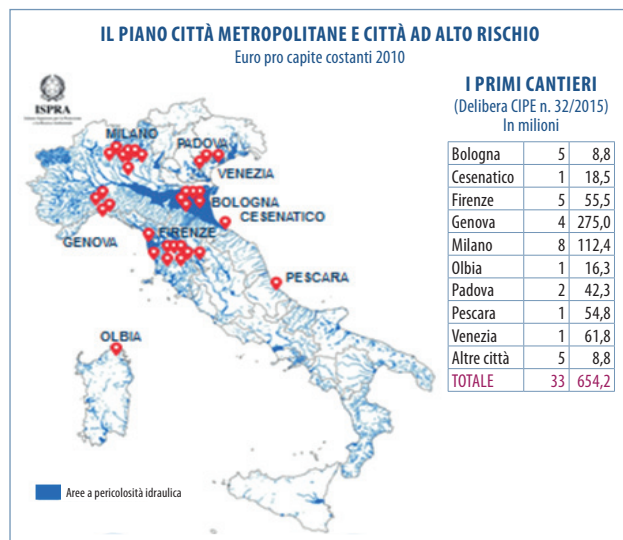 IL PIANO CITTÀ METROPOLITANE E CITTÀ AD ALTO RISCHIO
Euro pro capite costanti 2010
ISPRA
MILANO
PADOVA
VENEZIA
BOLOGNA
CESENATICO
GENOVA
FIRENZE
PESCARA
OLBIA
Aree a pericolosità idraulica
I PRIMI CANTIERI
(Delibera CIPE n. 32/2015)
In milioni
Bologna 5 8,8
Cesenatico 1 18,5
Firenze 5 55,5
Genova 4 275,0
Milano 8 112,4
Olbia 1 16,3
Padova 2 42,3
Pescara 1 54,8
Venezia 1 61,8
Altre città 5 8,8
TOTALE 33 654,2